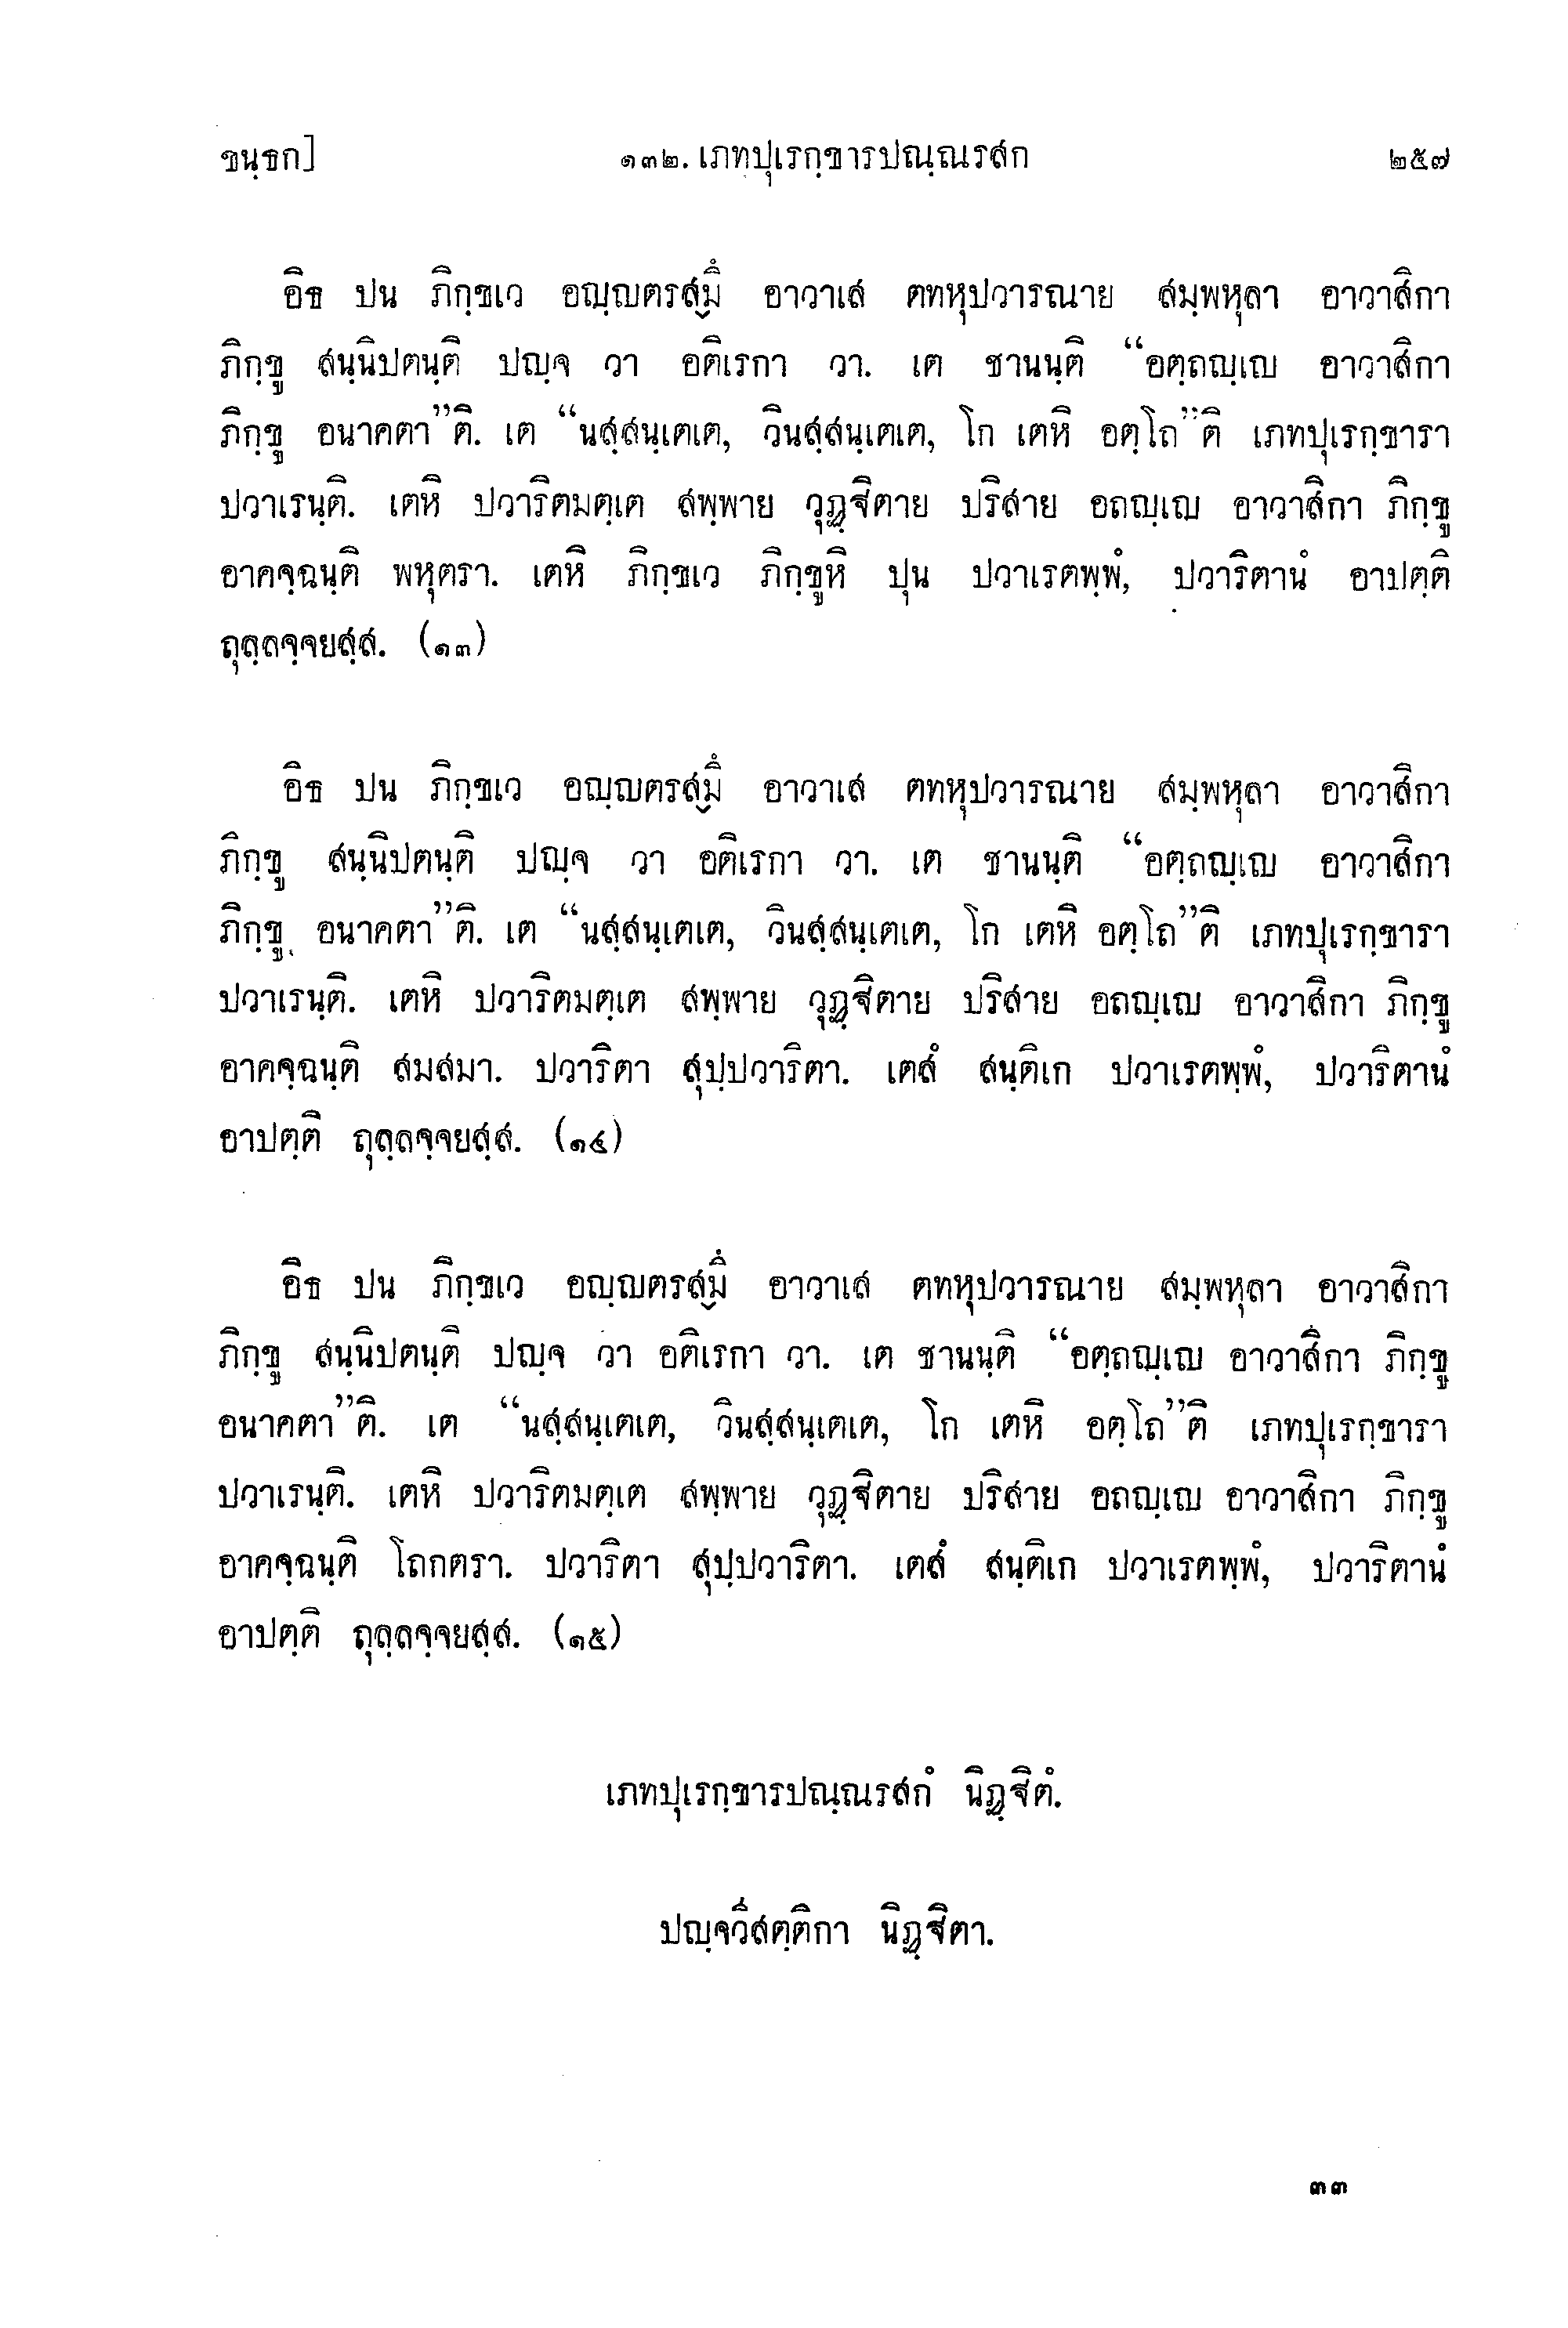 ขนฺธก] ๑๓๒. เภทปุเรกฺขารปณฺณรสก ๒๕๗
อิธ ปน ภิกฺขเว อญฺญตรสฺมึ อาวาเส ตทหุปวารณาย สมฺพหุลา อาวาสิกา
ภิกฺขู สนฺนิปตนฺติ ปญฺจ วา อติเรกา วา. เต ชานนฺติ “อตฺถญฺเญ อาวาสิกา
ภิกฺขู อนาคตา”ติ. เต “นสฺสนฺเตเต, วินสฺสนฺเตเต, โก เตหิ อตฺโถ”ติ เภทปุเรกฺขารา
ปวาเรนฺติ. เตหิ ปวาริตมตฺเต สพฺพาย วุฏฺฐิตาย ปริสาย อถญฺเญ อาวาสิกา ภิกฺขู
อาคจฺฉนฺติ พหุตรา. เตหิ ภิกฺขเว ภิกฺขูหิ ปุน ปวาเรตพฺพํ, ปวาริตานํ อาปตฺติ
ถุลฺลจฺจยสฺส. (๑๓)
อิธ ปน ภิกฺขเว อญฺญตรสฺมึ อาวาเส ตทหุปวารณาย สมฺพหุลา อาวาสิกา
ภิกฺขู สนฺนิปตนฺติ ปญฺจ วา อติเรกา วา. เต ชานนฺติ “อตฺถญฺเญ อาวาสิกา
ภิกฺขู อนาคตา”ติ. เต “นสฺสนฺเตเต, วินสฺสนฺเตเต, โก เตหิ อตฺโถ”ติ เภทปุเรกฺขารา
ปวาเรนฺติ. เตหิ ปวาริตมตฺเต สพฺพาย วุฏฺฐิตาย ปริสาย อถญฺเญ อาวาสิกา ภิกฺขู
อาคจฺฉนฺติ สมสมา. ปวาริตา สุปฺปวาริตา. เตสํ สนฺติเก ปวาเรตพฺพํ, ปวาริตานํ
อาปตฺติ ถุลฺลจฺจยสฺส. (๑๔)
อิธ ปน ภิกฺขเว อญฺญตรสฺมึ อาวาเส ตทหุปวารณาย สมฺพหุลา อาวาสิกา
ภิกฺขู สนฺนิปตนฺติ ปญฺจ วา อติเรกา วา. เต ชานนฺติ “อตฺถญฺเญ อาวาสิกา ภิกฺขู
อนาคตา”ติ. เต “นสฺสนฺเตเต, วินสฺสนฺเตเต, โก เตหิ อตฺโถ”ติ เภทปุเรกฺขารา
ปวาเรนฺติ. เตหิ ปวาริตมตฺเต สพฺพาย วุฏฺฐิตาย ปริสาย อถญฺเญ อาวาสิกา ภิกฺขู
อาคจฺฉนฺติ โถกตรา. ปวาริตา สุปฺปวาริตา. เตสํ สนฺติเก ปวาเรตพฺพํ, ปวาริตานํ
อาปตฺติ ถุลฺลจฺจยสฺส. (๑๕)
เภทปุเรกฺขารปณฺณรสกํ นิฏฺฐิตํ.
ปญฺจวีสตฺติกา นิฏฺฐิตา.
๓๓